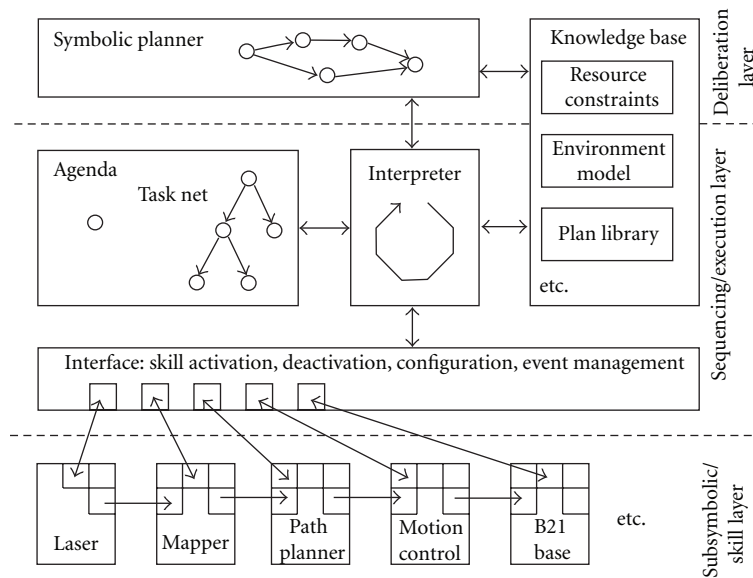 Symbolic planner
Knowledge base
Resource
constraints
Deliberation
layer
Agenda
Task net
Interpreter
Environment
model
Plan library
etc.
Sequencing/execution layer
Interface: skill activation, deactivation, configuration, event management
Laser
Mapper
Path
planner
Motion
control
B21
base
etc.
Subsymbolic/
skill layer